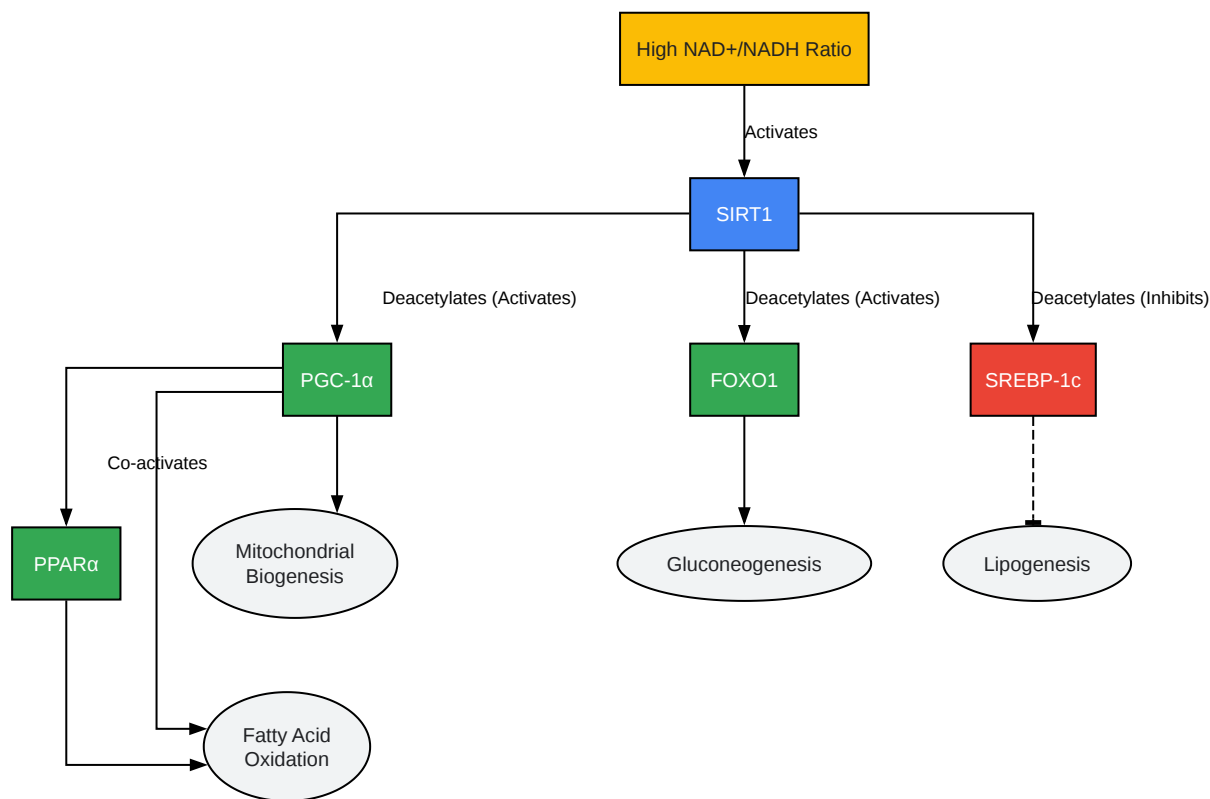 High NAD+/NADH Ratio
Activates
SIRT1
Deacetylates (Activates)
Deacetylates (Activates)
Deacetylates (Inhibits)
PGC-1α
FOXO1
SREBP-1c
Co-activates
PPARα
Mitochondrial
Biogenesis
Gluconeogenesis
Lipogenesis
Fatty Acid
Oxidation